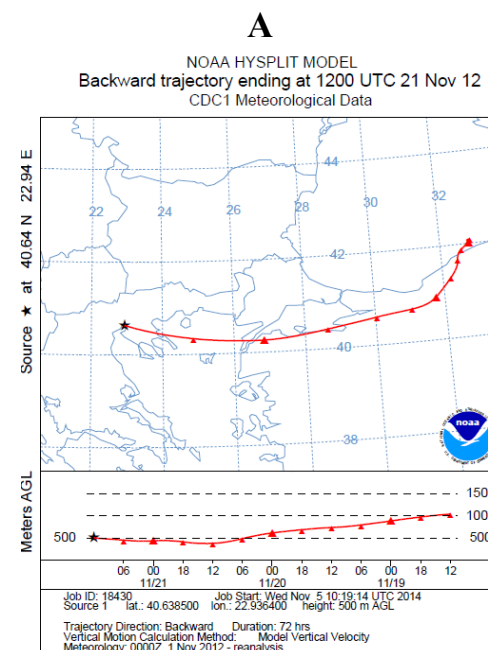 A
NOAA HYSPLIT MODEL
Backward trajectory ending at 1200 UTC 21 Nov 12
CDC1 Meteorological Data
Source ★ at 40.64 N 22.94 E
44
22
24
26
28
30
32
42
40
38
noaa
Meters AGL
150
100
500
500
06 00 18 12 06 00 18 12 06 00 18 12
11/21 11/20 11/19
Job ID: 18430 Job Start: Wed Nov 5 10:19:14 UTC 2014
Source 1 lat.: 40.638500 lon.: 22.936400 height: 500 m AGL
Trajectory Direction: Backward Duration: 72 hrs
Vertical Motion Calculation Method: Model Vertical Velocity
Meteorology: 0000Z 1 Nov 2012 - reanalysis